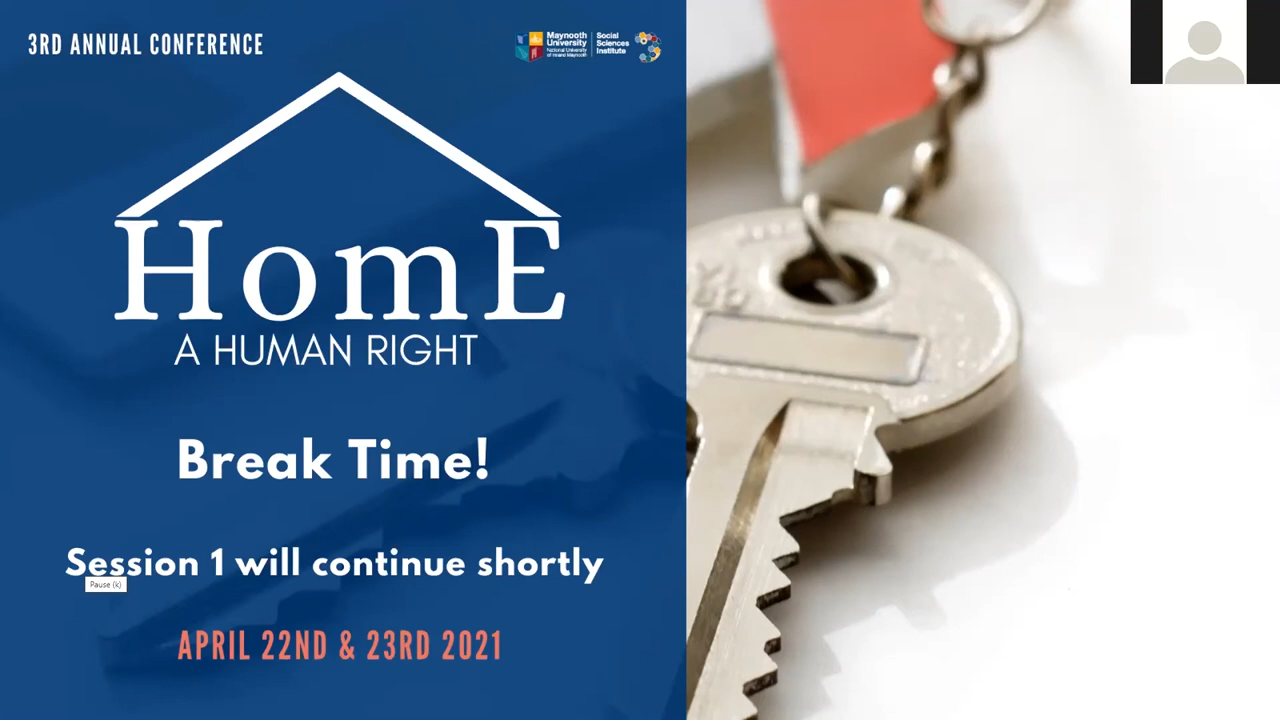 3RD ANNUAL CONFERENCE
Maynooth University
National University of Ireland Maynooth
Social Sciences Institute
HomE
A HUMAN RIGHT
Break Time!
Session 1 will continue shortly
Pause (k)
APRIL 22ND & 23RD 2021